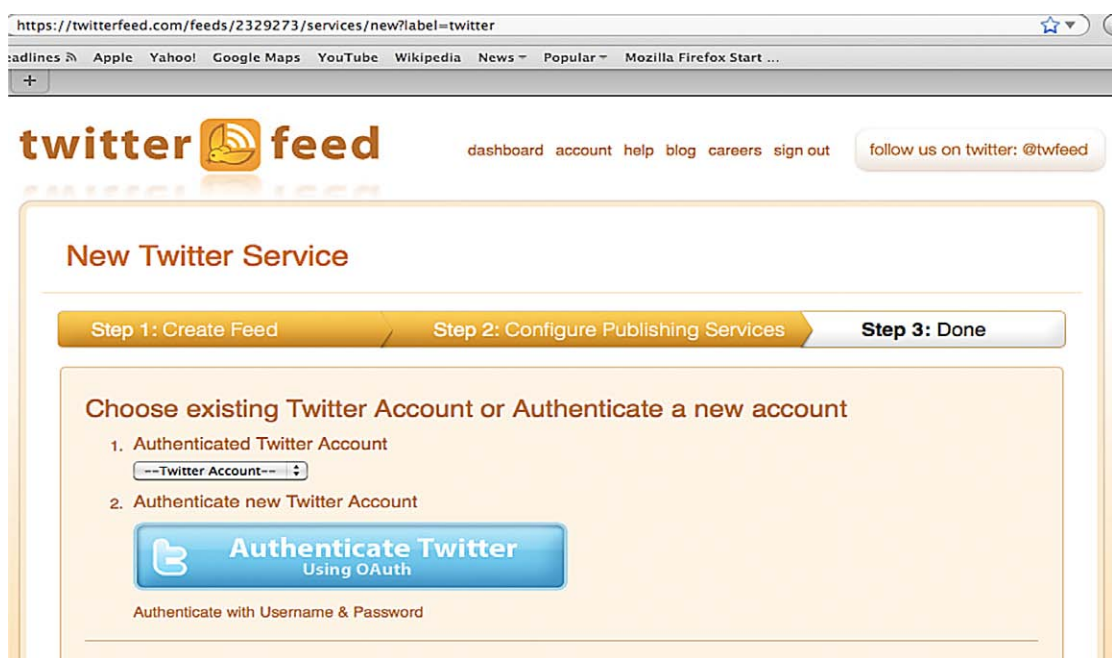 https://twitterfeed.com/feeds/2329273/services/new?label=twitter
Apple Yahoo! Google Maps YouTube Wikipedia News Popular Mozilla Firefox Start ...
+
twitter feed
dashboard account help blog careers sign out
follow us on twitter: @twfeed
New Twitter Service
Step 1: Create Feed
Step 2: Configure Publishing Services
Step 3: Done
Choose existing Twitter Account or Authenticate a new account
1. Authenticated Twitter Account
--Twitter Account--
2. Authenticate new Twitter Account
Authenticate Twitter
Using OAuth
Authenticate with Username & Password